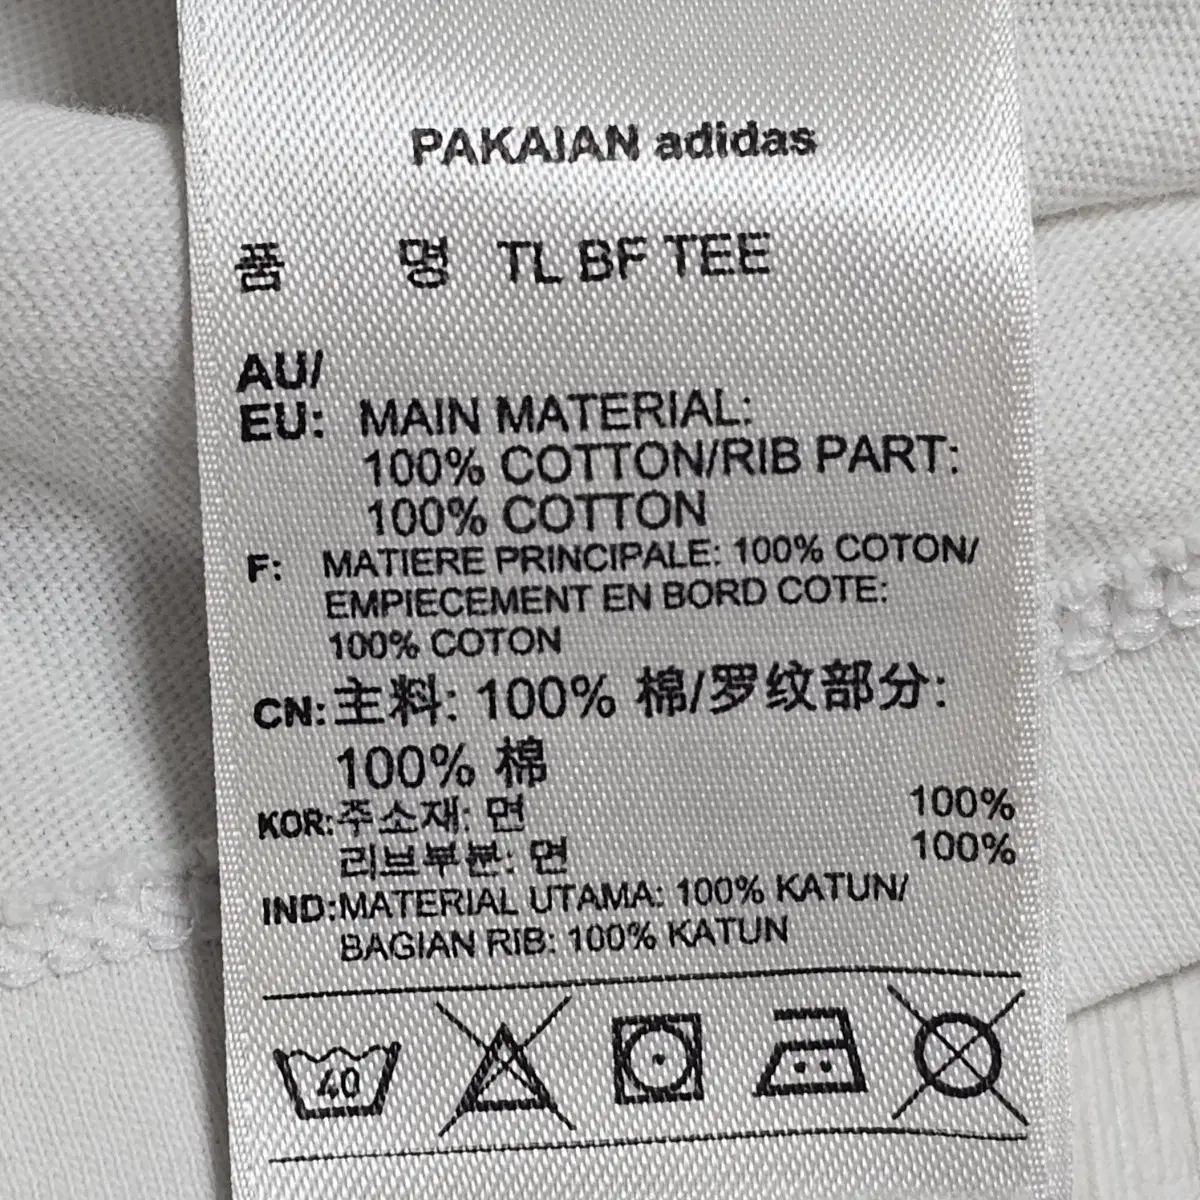 PAKAIAN adidas
품 명 TL BF TEE
AU/
EU: MAIN MATERIAL:
100% COTTON/RIB PART:
100% COTTON
F: MATIERE PRINCIPALE: 100% COTON/
EMPIECEMENT EN BORD COTE:
100% COTON
CN: 主料: 100% 棉/罗纹部分:
100% 棉
KOR: 주소재: 면 100%
리브부분: 면 100%
IND: MATERIAL UTAMA: 100% KATUN/
BAGIAN RIB: 100% KATUN
40